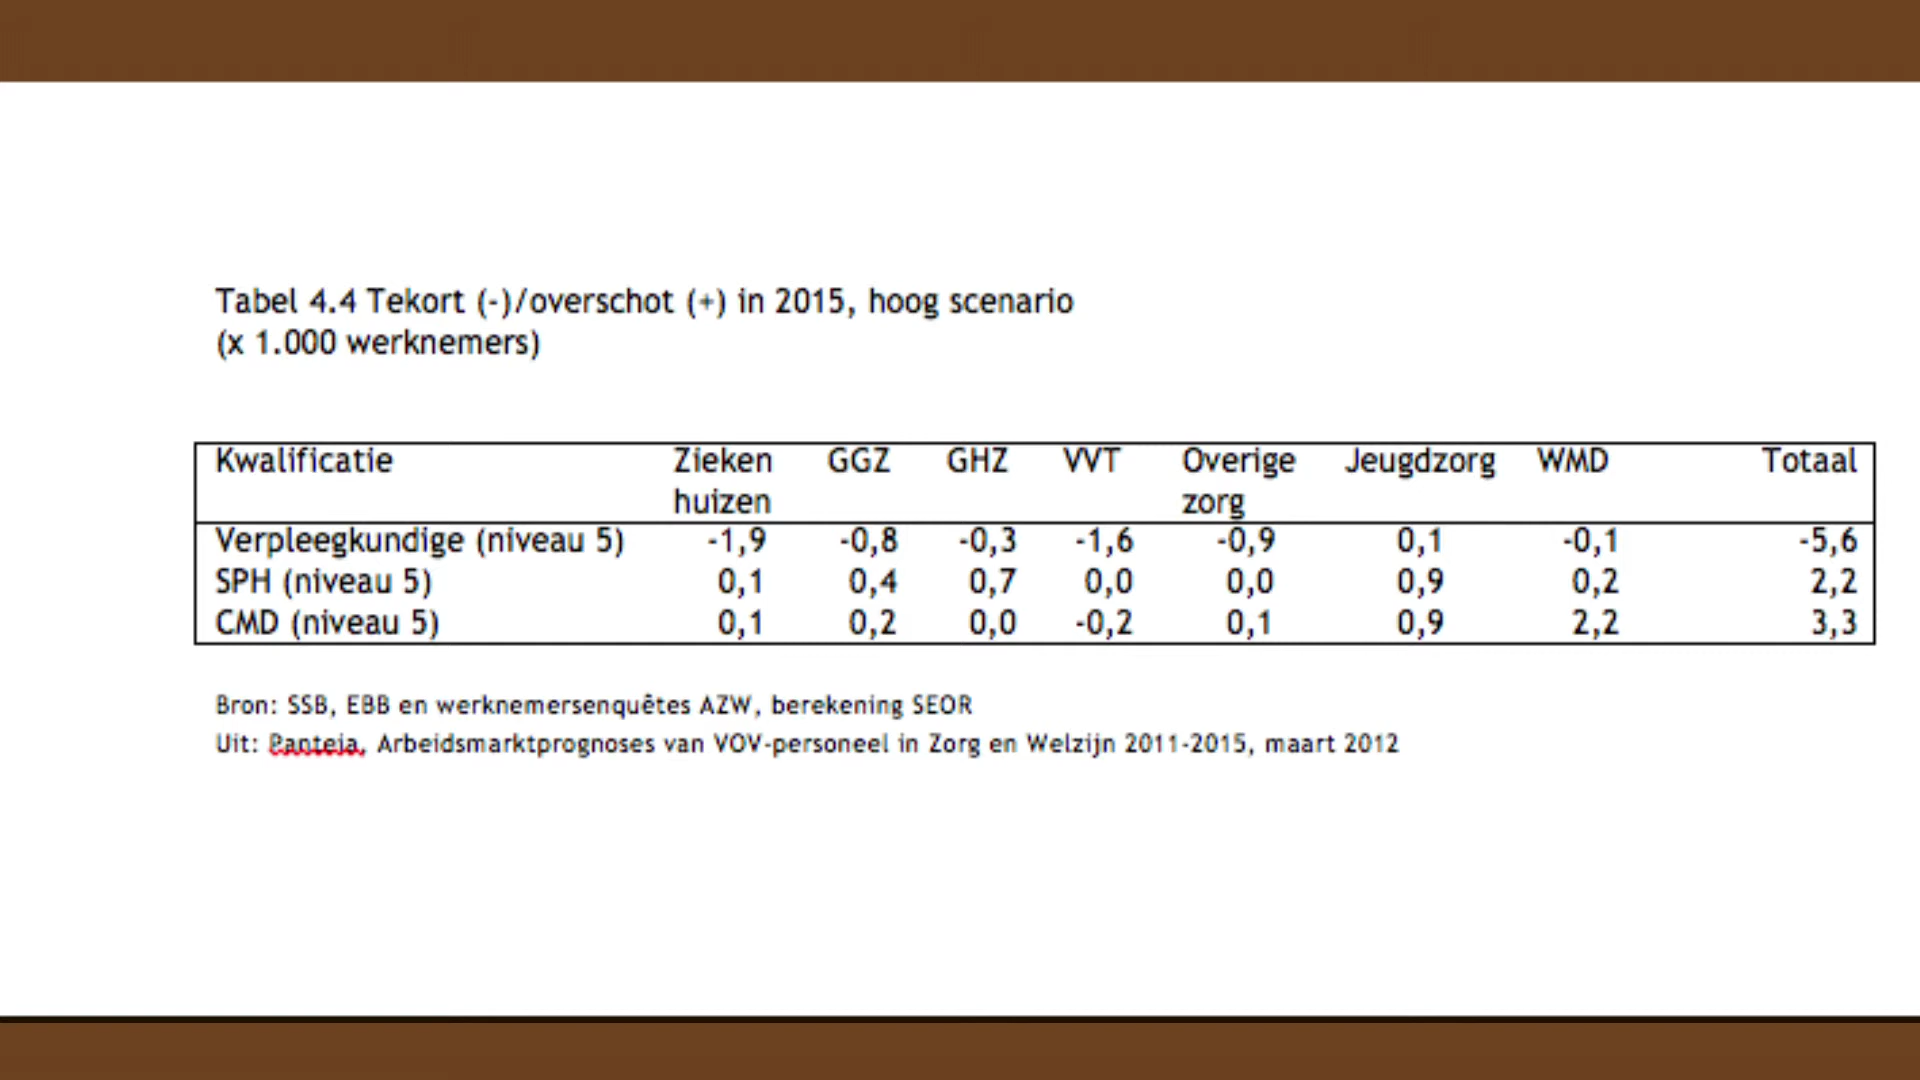 Tabel 4.4 Tekort (-)/overschot (+) in 2015, hoog scenario
(x 1.000 werknemers)
Kwalificatie Zieken huizen GGZ GHZ VVT Overige zorg Jeugdzorg WMD Totaal
Verpleegkundige (niveau 5) -1,9 -0,8 -0,3 -1,6 -0,9 0,1 -0,1 -5,6
SPH (niveau 5) 0,1 0,4 0,7 0,0 0,0 0,9 0,2 2,2
CMD (niveau 5) 0,1 0,2 0,0 -0,2 0,1 0,9 2,2 3,3
Bron: SSB, EBB en werknemersenquêtes AZW, berekening SEOR
Uit: Panteia, Arbeidsmarktprognoses van VOV-personeel in Zorg en Welzijn 2011-2015, maart 2012